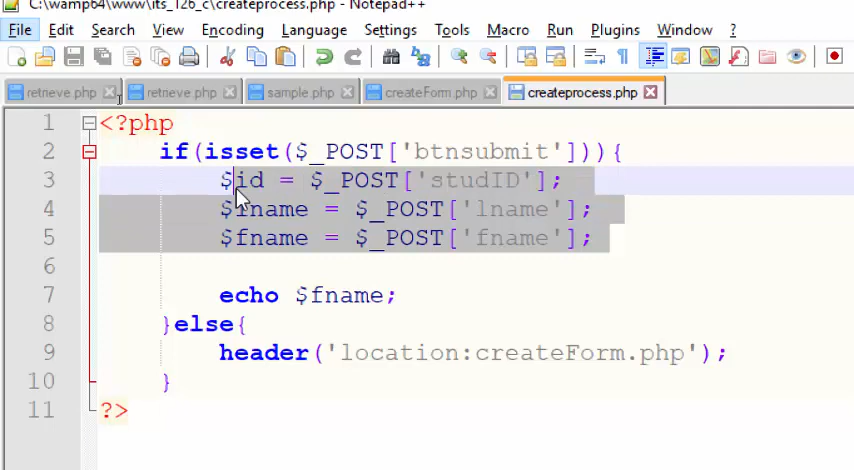 C:\wamp64\www\its_126_c\createprocess.php - Notepad++
File Edit Search View Encoding Language Settings Tools Macro Run Plugins Window ?
retrieve.php retrieve.php sample.php createForm.php createprocess.php
1 <?php
2 if(isset($_POST['btnsubmit'])){
3 $id = $_POST['studID'];
4 = $_POST['lname'];
5 $fname = $_POST['fname'];
6
7 echo $fname;
8 }else{
9 header('location:createForm.php');
10 }
11 ?>